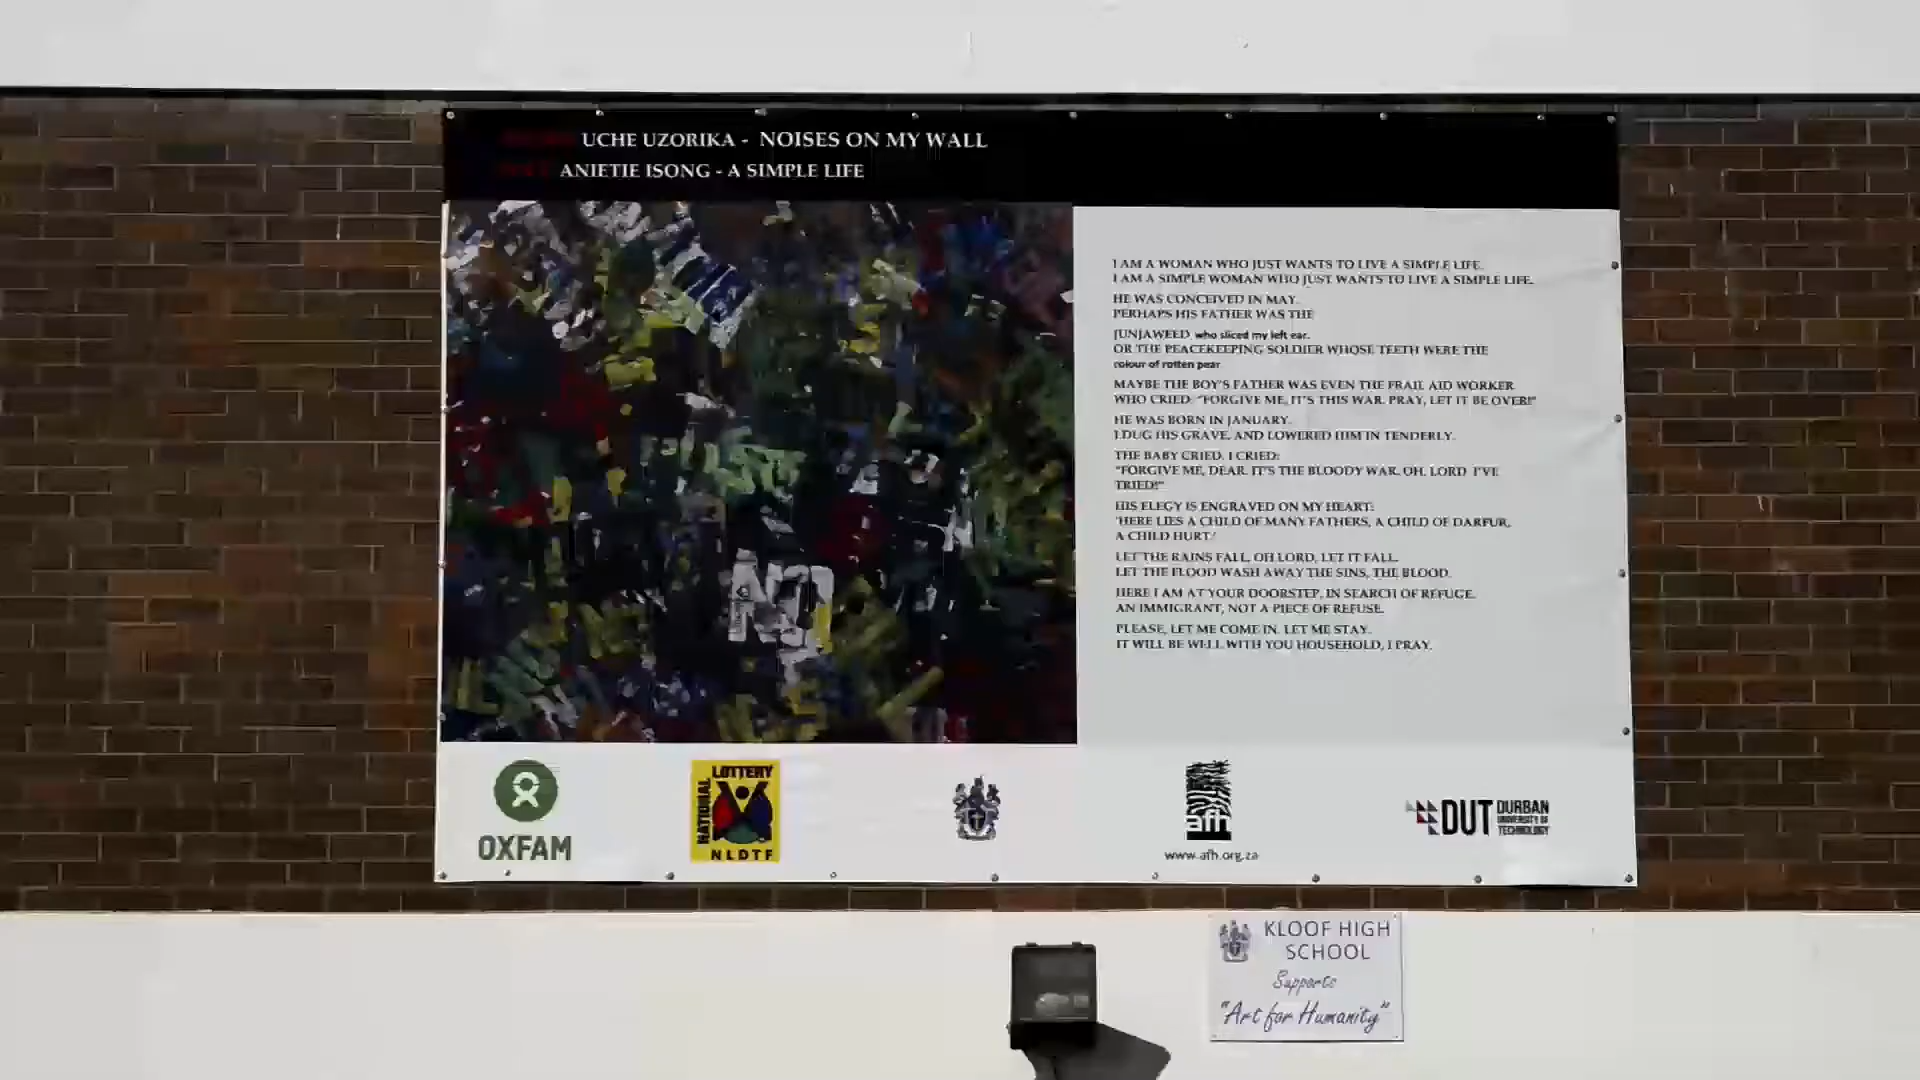 UCHE UZORIKA - NOISES ON MY WALL
ANIETIE ISONG - A SIMPLE LIFE
I AM A WOMAN WHO JUST WANTS TO LIVE A SIMPLE LIFE.
I AM A SIMPLE WOMAN WHO JUST WANTS TO LIVE A SIMPLE LIFE.
HE WAS CONCEIVED IN MAY.
PERHAPS HIS FATHER WAS THE
JUNJAWEED who sliced my left ear.
OR THE PEACEKEEPING SOLDIER WHOSE TEETH WERE THE
colour of rotten pear
MAYBE THE BOY'S FATHER WAS EVEN THE FRAIL AID WORKER
WHO CRIED: "FORGIVE ME, IT'S THIS WAR. PRAY, LET IT BE OVER!"
HE WAS BORN IN JANUARY.
I DUG HIS GRAVE, AND LOWERED HIM IN TENDERLY.
THE BABY CRIED. I CRIED:
"FORGIVE ME, DEAR. IT'S THE BLOODY WAR. OH, LORD I'VE
TRIED!"
HIS ELEGY IS ENGRAVED ON MY HEART:
'HERE LIES A CHILD OF MANY FATHERS, A CHILD OF DARFUR,
A CHILD HURT.'
LET THE RAINS FALL, OH LORD, LET IT FALL.
LET THE FLOOD WASH AWAY THE SINS, THE BLOOD.
HERE I AM AT YOUR DOORSTEP, IN SEARCH OF REFUGE.
AN IMMIGRANT, NOT A PIECE OF REFUSE.
PLEASE, LET ME COME IN. LET ME STAY.
IT WILL BE WELL WITH YOU HOUSEHOLD, I PRAY.
NO
OXFAM
NATIONAL LOTTERY
NLDTF
afh
www.afh.org.za
DUT DURBAN
UNIVERSITY OF
TECHNOLOGY
KLOOF HIGH
SCHOOL
Supports
"Art for Humanity"